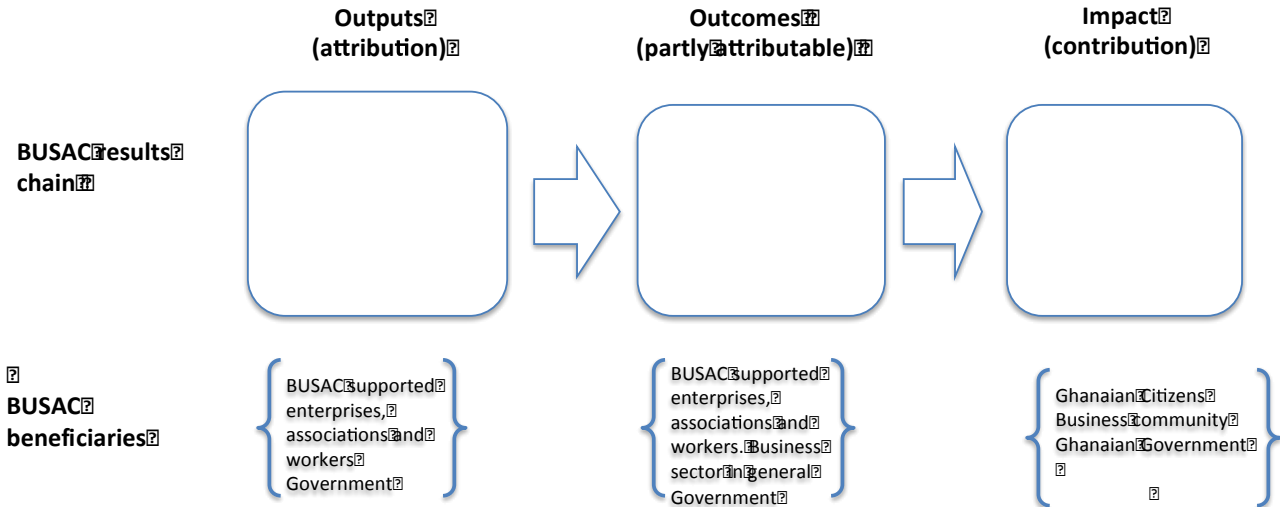 Outputs
(attribution)
Outcomes
(partly attributable)
Impact
(contribution)
BUSAC results
chain
BUSAC
beneficiaries
BUSAC supported
enterprises,
associations and
workers
Government
BUSAC supported
enterprises,
associations and
workers. Business
sector in general
Government
Ghanaian Citizens
Business community
Ghanaian Government